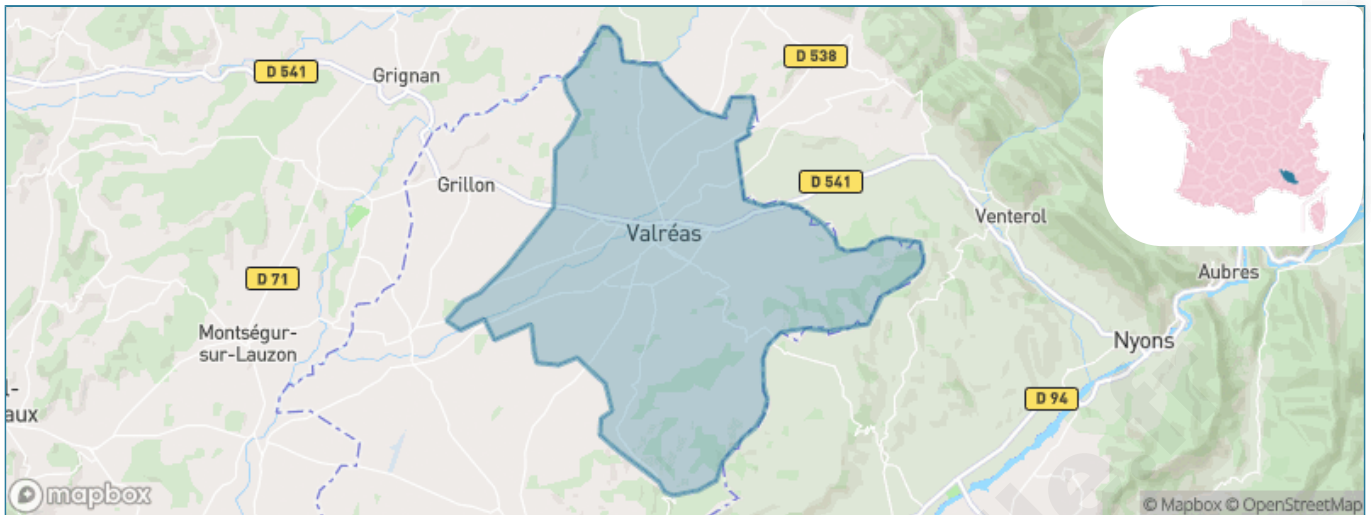 D 541
Grignan
D 538
Grillon
D 541
Venterol
Valréas
Aubres
D 71
Montségur-
sur-Lauzon
Nyons
l-
aux
D 94
mapbox
© Mapbox © OpenStreetMap